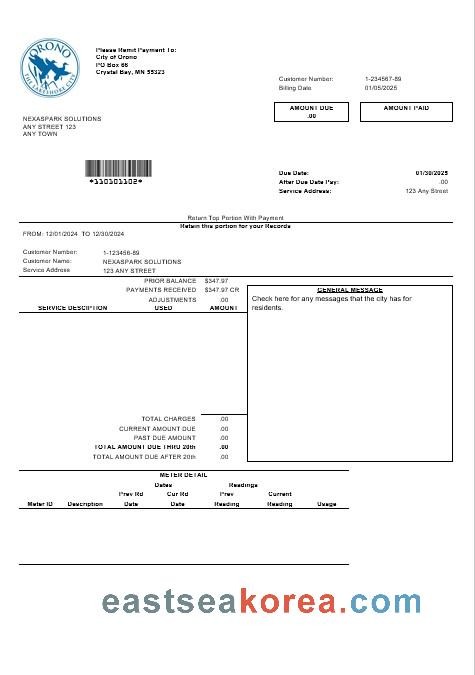 ORONO
THE LAKESHORE CITY
Please Remit Payment To:
City of Orono
PO Box 66
Crystal Bay, MN 55323
Customer Number: 1-234567-89
Billing Date 01/05/2025
AMOUNT DUE AMOUNT PAID
.00
NEXASPARK SOLUTIONS
ANY STREET 123
ANY TOWN
*110101102*
Due Date: 01/30/2025
After Due Date Pay: .00
Service Address: 123 Any Street
Return Top Portion With Payment
Retain this portion for your Records
FROM: 12/01/2024 TO 12/30/2024
Customer Number: 1-123456-89
Customer Name: NEXASPARK SOLUTIONS
Service Address 123 ANY STREET
PRIOR BALANCE $347.97
PAYMENTS RECEIVED $347.97 CR
ADJUSTMENTS .00
SERVICE DESCIPTION USED AMOUNT
GENERAL MESSAGE
Check here for any messages that the city has for
residents.
TOTAL CHARGES .00
CURRENT AMOUNT DUE .00
PAST DUE AMOUNT .00
TOTAL AMOUNT DUE THRU 20th .00
TOTAL AMOUNT DUE AFTER 20th .00
METER DETAIL
Dates Readings
Prev Rd Cur Rd Prev Current
Meter ID Description Date Date Reading Reading Usage
eastseakorea.com